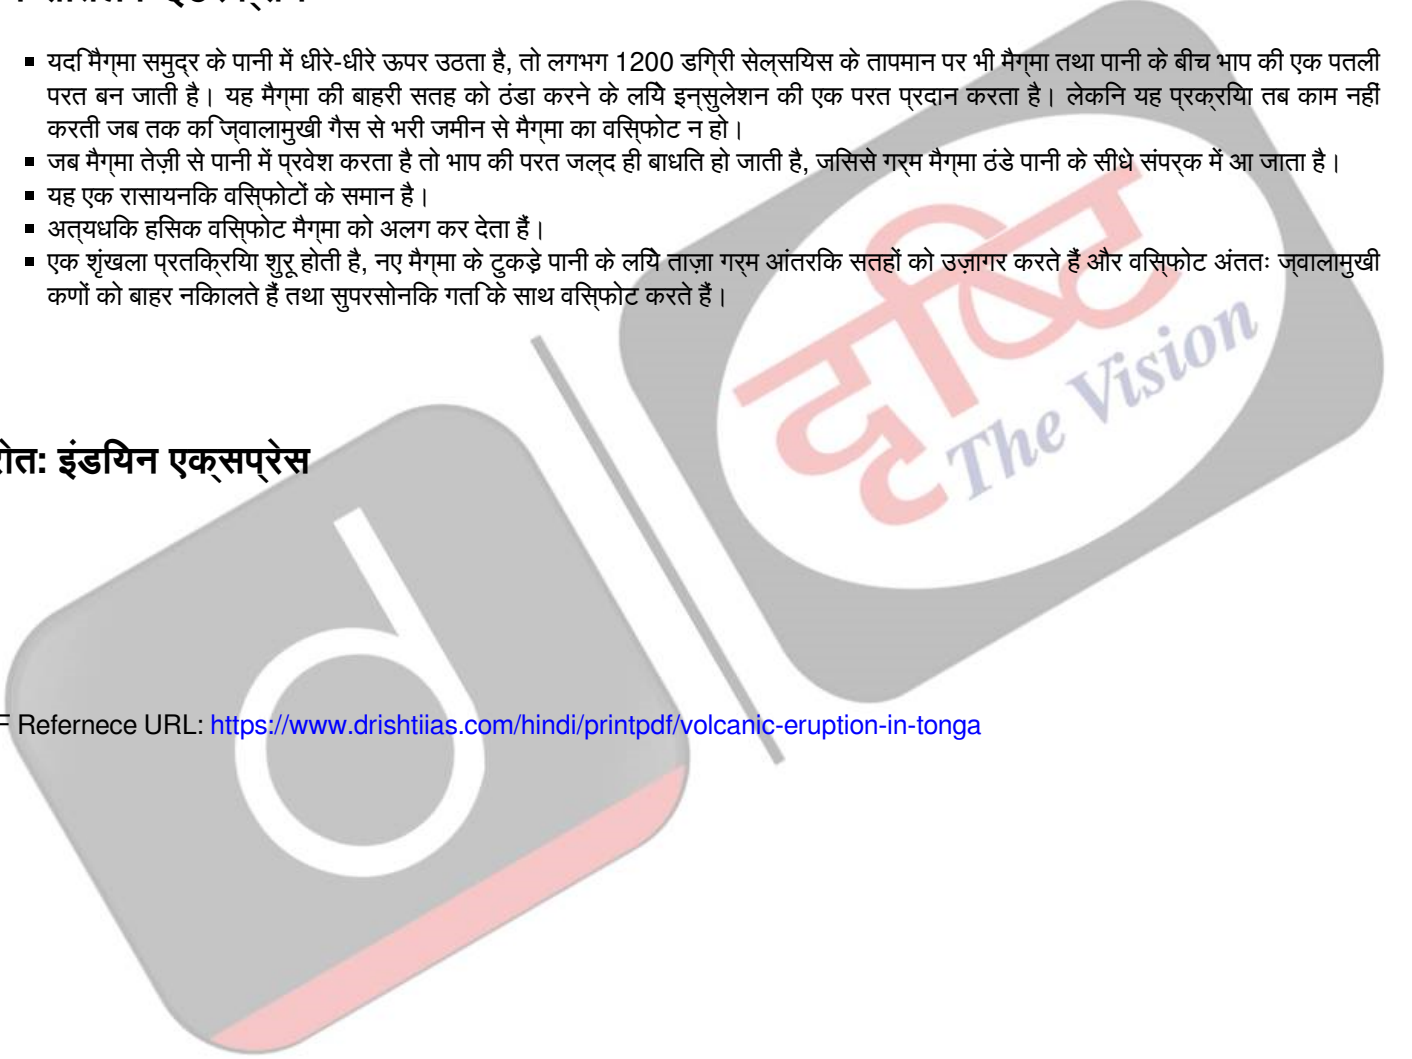 यदि मैग्मा समुद्र के पानी में धीरे-धीरे ऊपर उठता है, तो लगभग 1200 डिग्री सेल्सियस के तापमान पर भी मैग्मा तथा पानी के बीच भाप की एक पतली
परत बन जाती है। यह मैग्मा की बाहरी सतह को ठंडा करने के लिये इन्सुलेशन की एक परत प्रदान करता है। लेकिन यह प्रक्रिया तब काम नहीं
करती जब तक कि ज्वालामुखी गैस से भरी जमीन से मैग्मा का विस्फोट न हो।
जब मैग्मा तेज़ी से पानी में प्रवेश करता है तो भाप की परत जल्द ही बाधित हो जाती है, जिससे गर्म मैग्मा ठंडे पानी के सीधे संपर्क में आ जाता है।
यह एक रासायनिक विस्फोटों के समान है।
अत्यधिक हिंसक विस्फोट मैग्मा को अलग कर देता हैं।
एक शृंखला प्रतिक्रिया शुरू होती है, नए मैग्मा के टुकड़े पानी के लिये ताज़ा गर्म आंतरिक सतहों को उज़ागर करते हैं और विस्फोट अंततः ज्वालामुखी
कणों को बाहर निकालते हैं तथा सुपरसोनिक गति के साथ विस्फोट करते हैं।
दृष्टि
The Vision
इंडियन एक्सप्रेस
d
Refernece URL: https://www.drishtiias.com/hindi/printpdf/volcanic-eruption-in-tonga